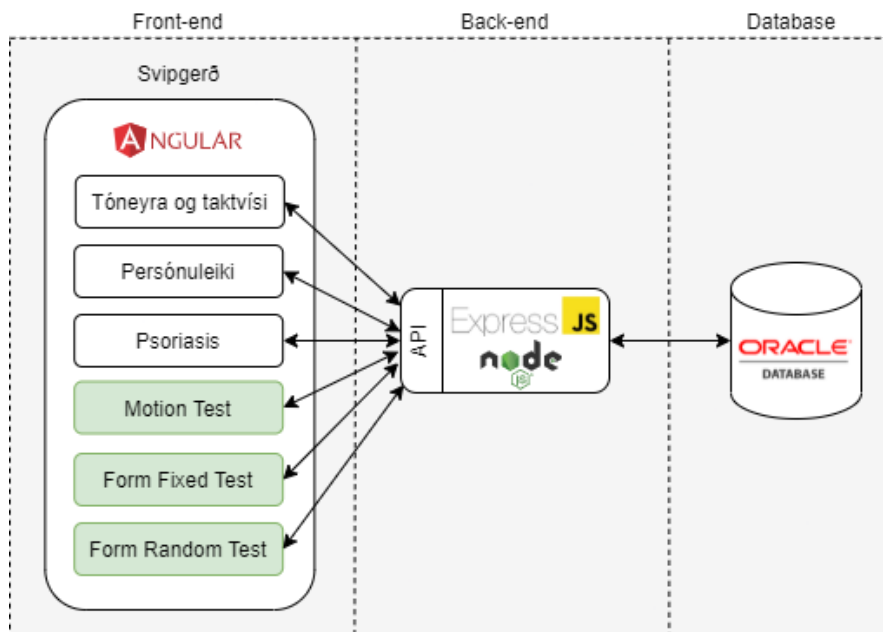 Front-end
Back-end
Database
Svipgerð
ANGULAR
Tóneyra og taktvísi
Persónuleiki
Psoriasis
Motion Test
Form Fixed Test
Form Random Test
API
Express JS
node
JS
ORACLE
DATABASE